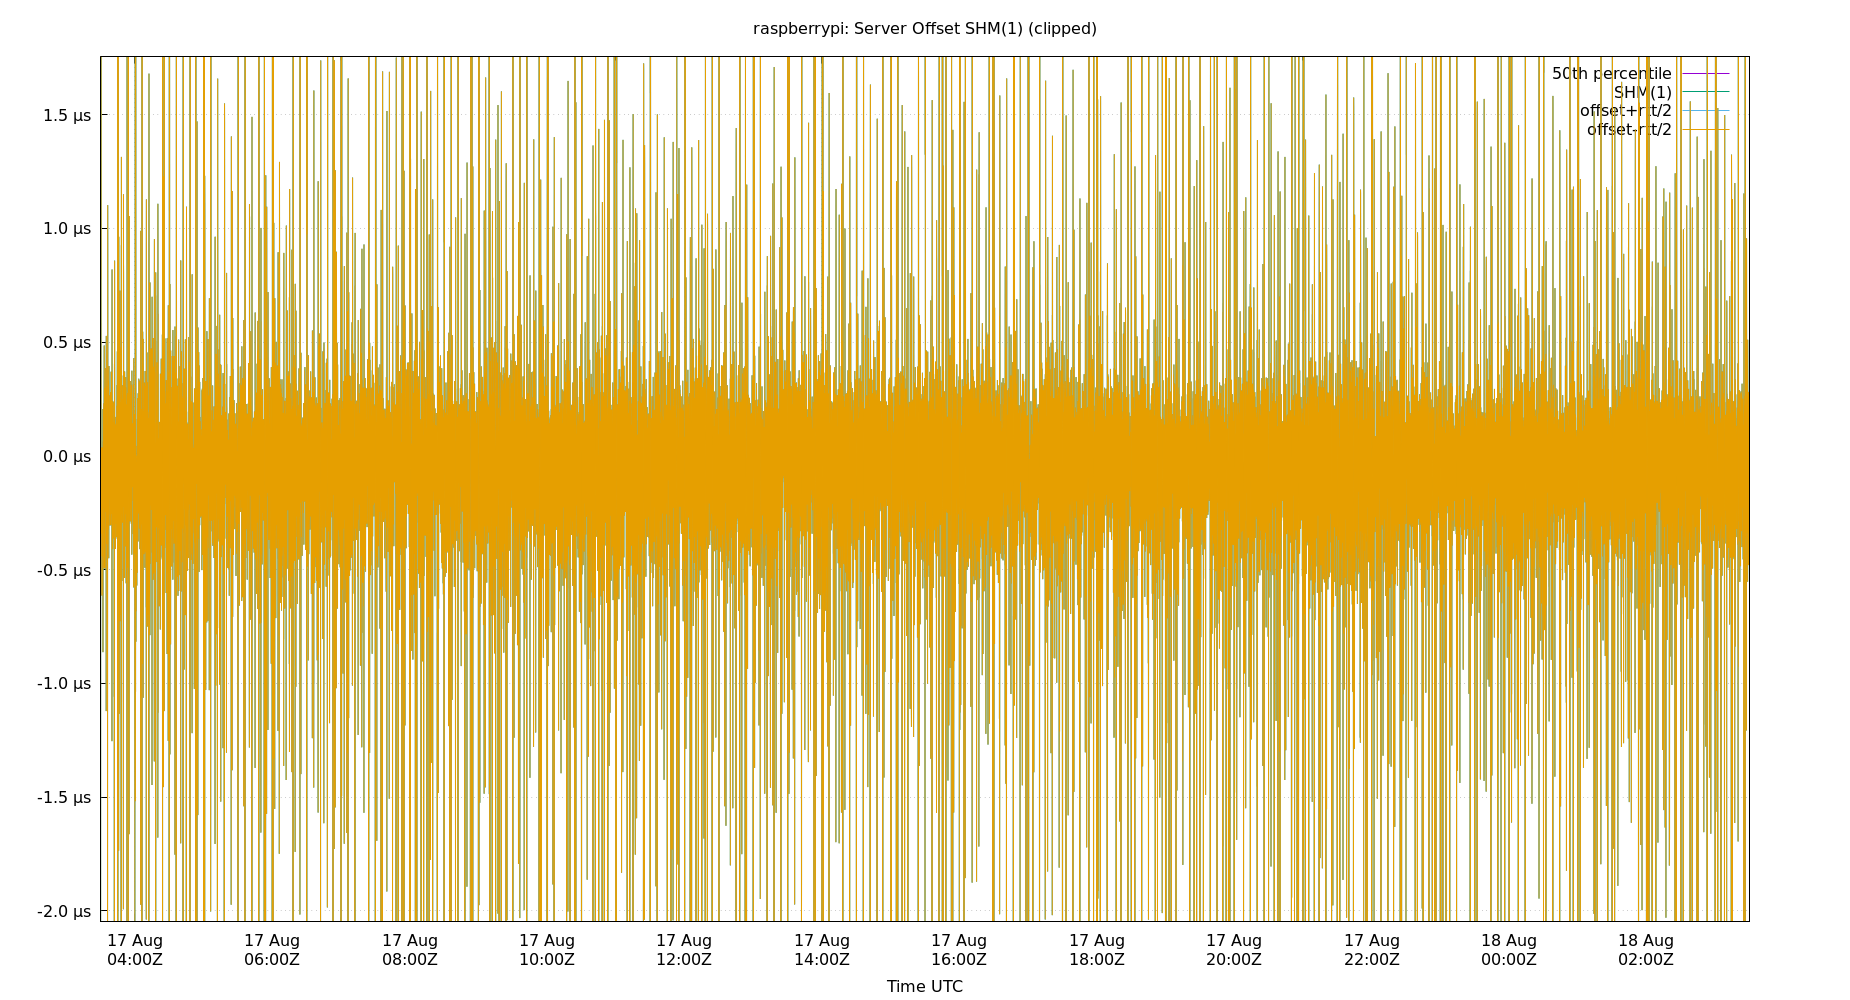 raspberrypi: Server Offset SHM(1) (clipped)
50th percentile
SHM(1)
offset+rtt/2
offset-rtt/2
1.5 µs
1.0 µs
0.5 µs
0.0 µs
-0.5 µs
-1.0 µs
-1.5 µs
-2.0 µs
17 Aug 17 Aug 17 Aug 17 Aug 17 Aug 17 Aug 17 Aug 17 Aug 17 Aug 17 Aug 18 Aug 18 Aug
04:00Z 06:00Z 08:00Z 10:00Z 12:00Z 14:00Z 16:00Z 18:00Z 20:00Z 22:00Z 00:00Z 02:00Z
Time UTC